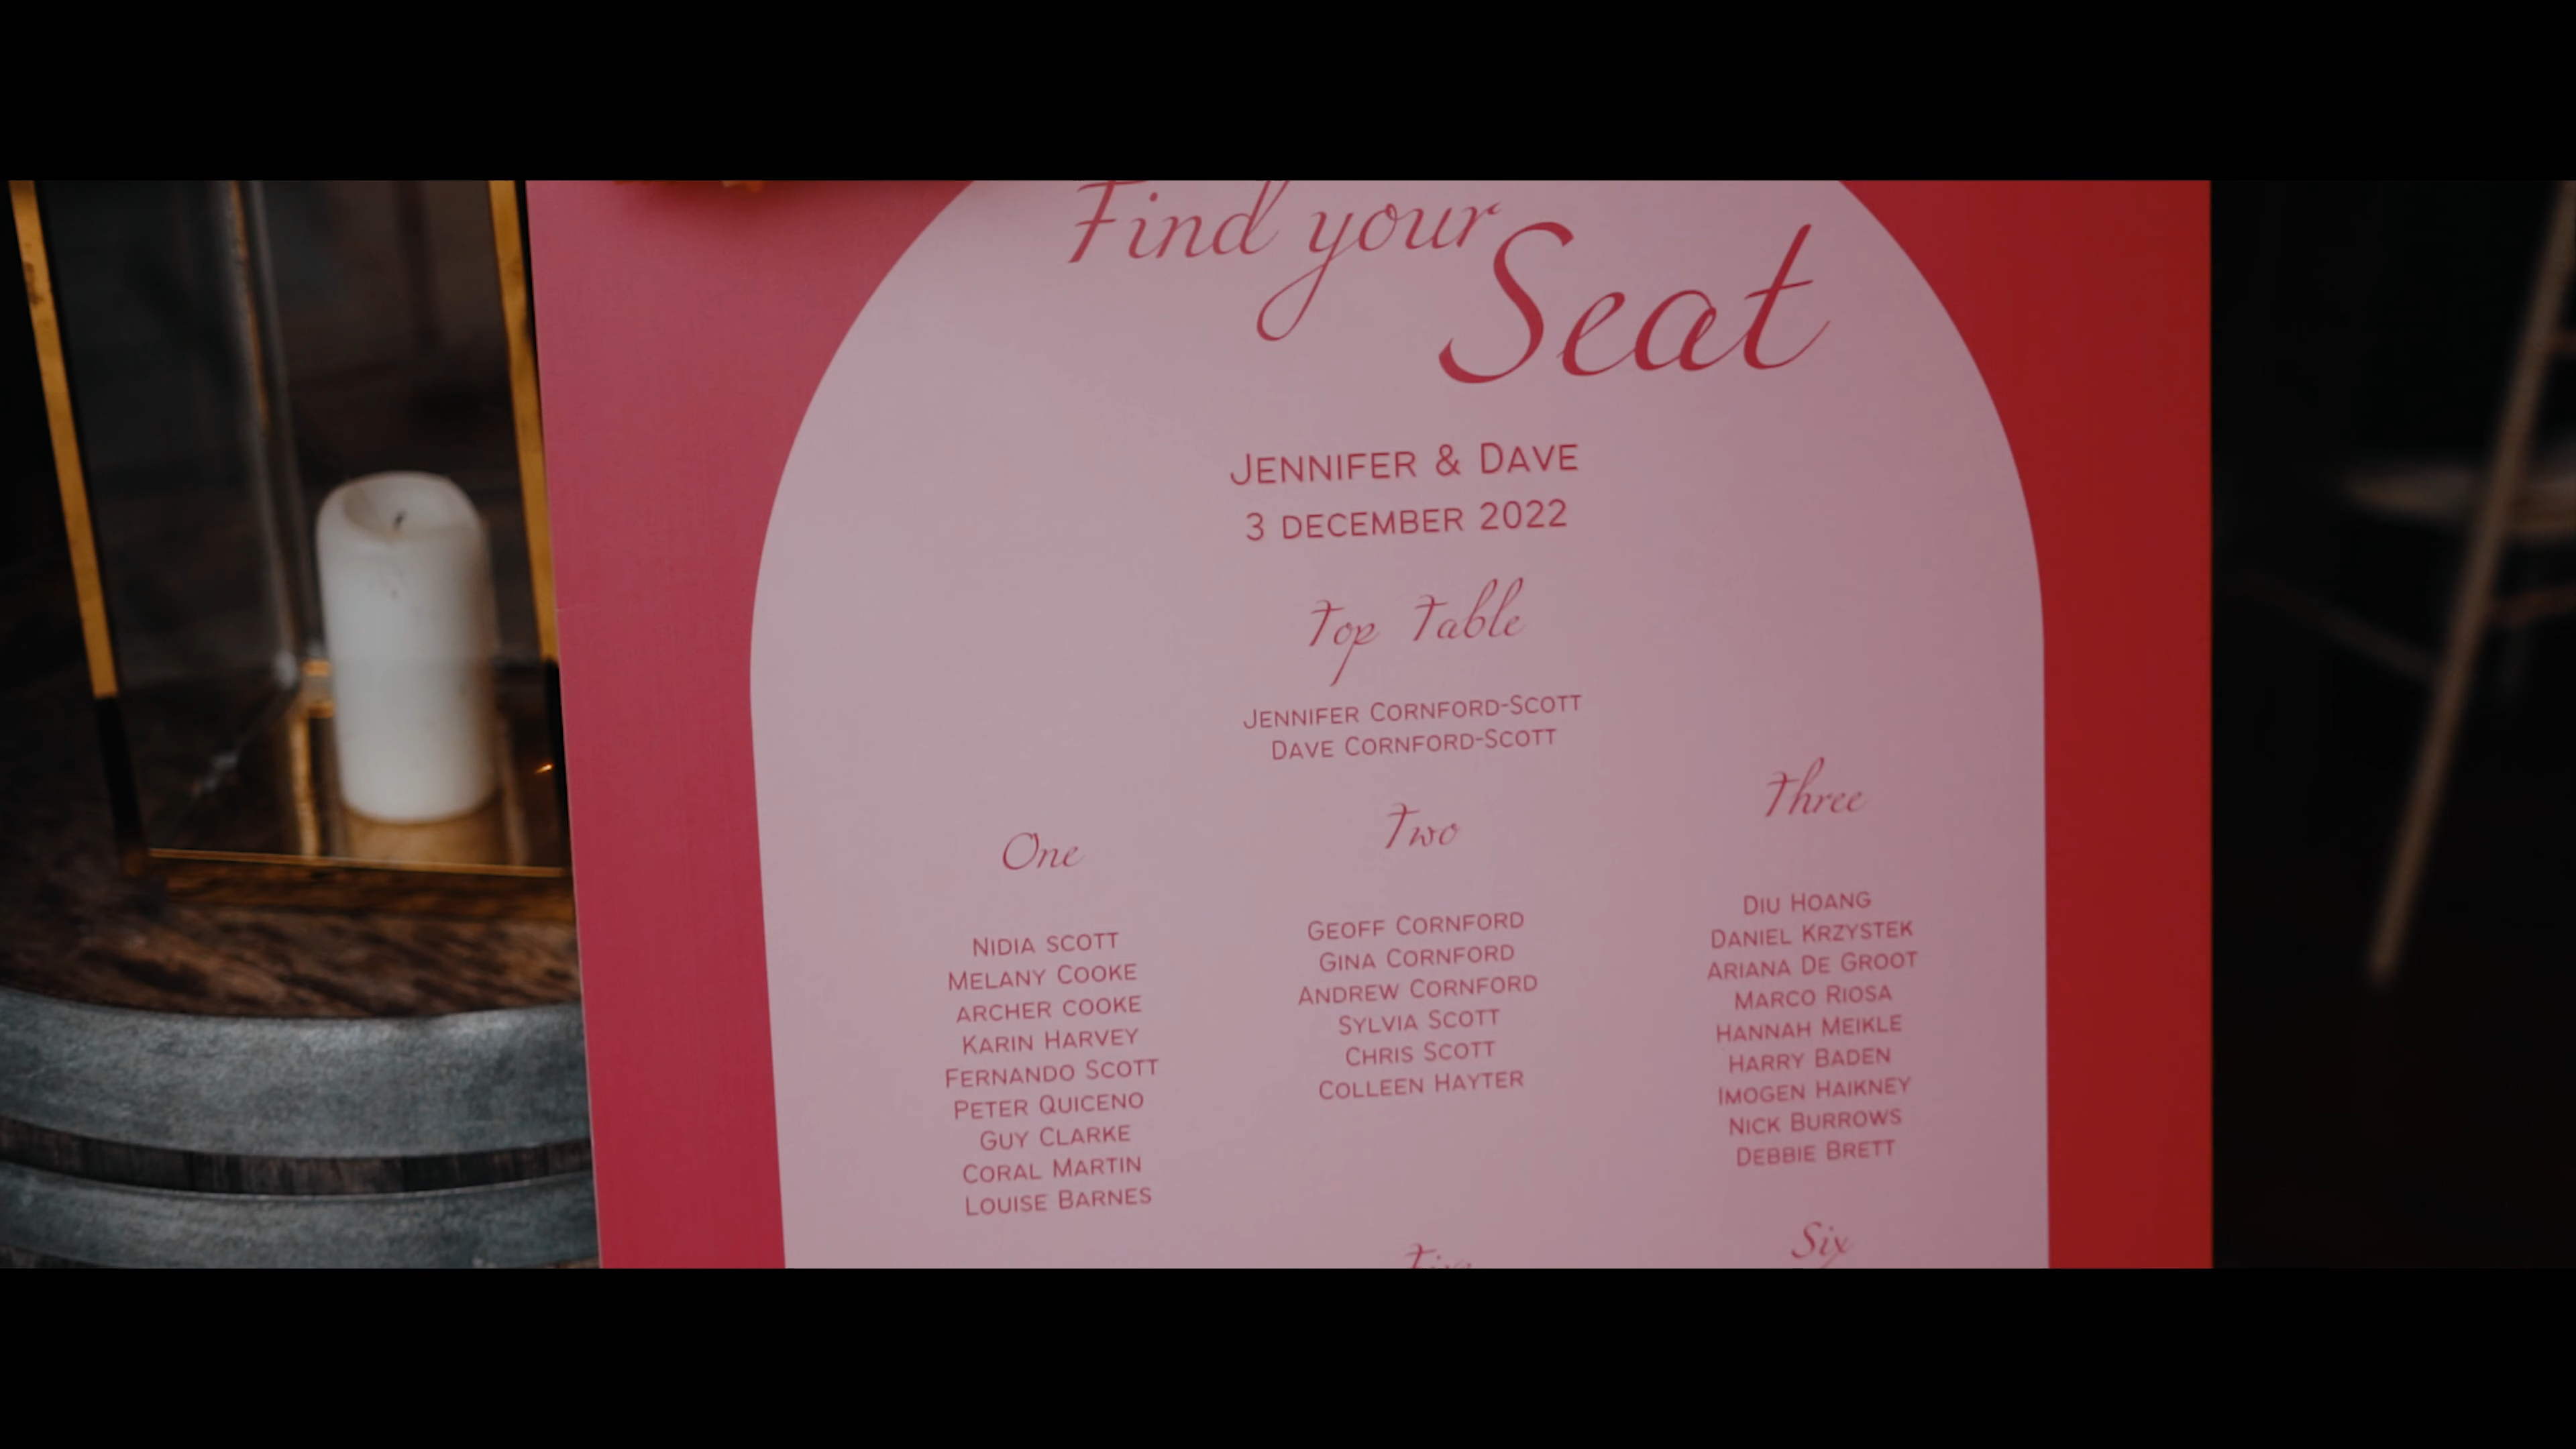 Find your
Seat
JENNIFER & DAVE
3 DECEMBER 2022
Top Table
JENNIFER CORNFORD-SCOTT
DAVE CORNFORD-SCOTT
One
NIDIA SCOTT
MELANY COOKE
ARCHER COOKE
KARIN HARVEY
FERNANDO SCOTT
PETER QUICENO
GUY CLARKE
CORAL MARTIN
LOUISE BARNES
Two
GEOFF CORNFORD
GINA CORNFORD
ANDREW CORNFORD
SYLVIA SCOTT
CHRIS SCOTT
COLLEEN HAYTER
Three
DIU HOANG
DANIEL KRZYSTEK
ARIANA DE GROOT
MARCO RIOSA
HANNAH MEIKLE
HARRY BADEN
IMOGEN HAIKNEY
NICK BURROWS
DEBBIE BRETT
Five
Six